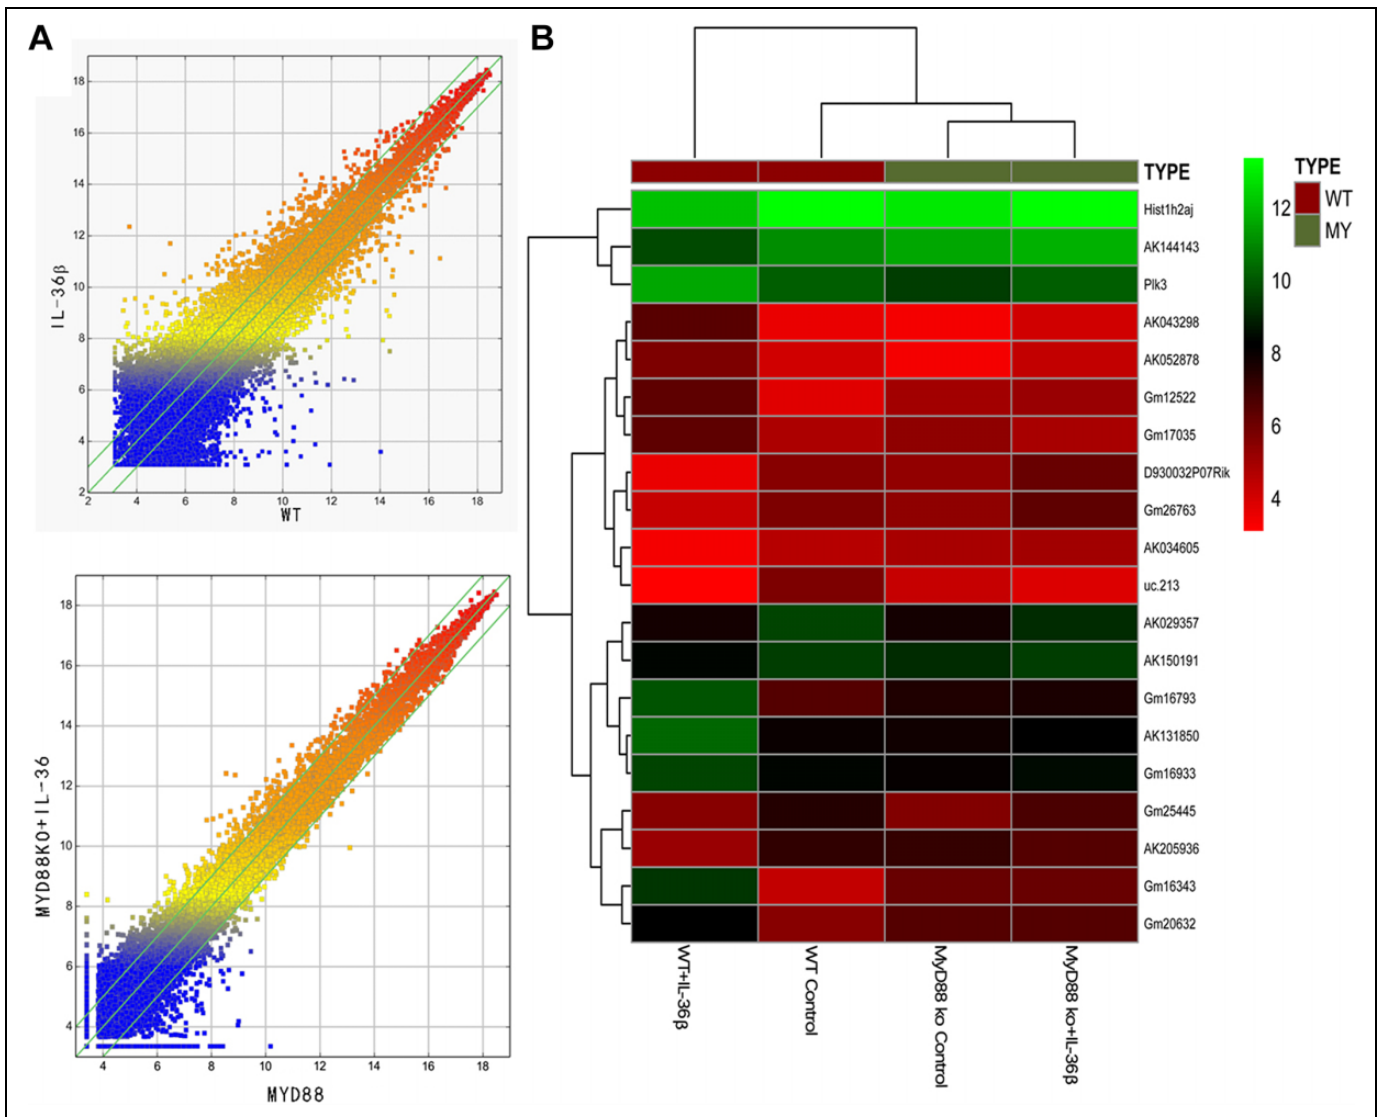 A
18
16
14
12
10
8
6
4
2
2 4 6 8 10 12 14 16 18
IL-36β
WT
18
16
14
12
10
8
6
4
4 6 8 10 12 14 16 18
MYD88KO+IL-36
MYD88
B
TYPE
Hist1h2aj
AK144143
Plk3
AK043298
AK052878
Gm12522
Gm17035
D930032P07Rik
Gm26763
AK034605
uc.213
AK029357
AK150191
Gm16793
AK131850
Gm16933
Gm25445
AK205936
Gm16343
Gm20632
WT+IL-36β
WT Control
MyD88 ko Control
MyD88 ko+IL-36β
12
10
8
6
4
TYPE
WT
MY